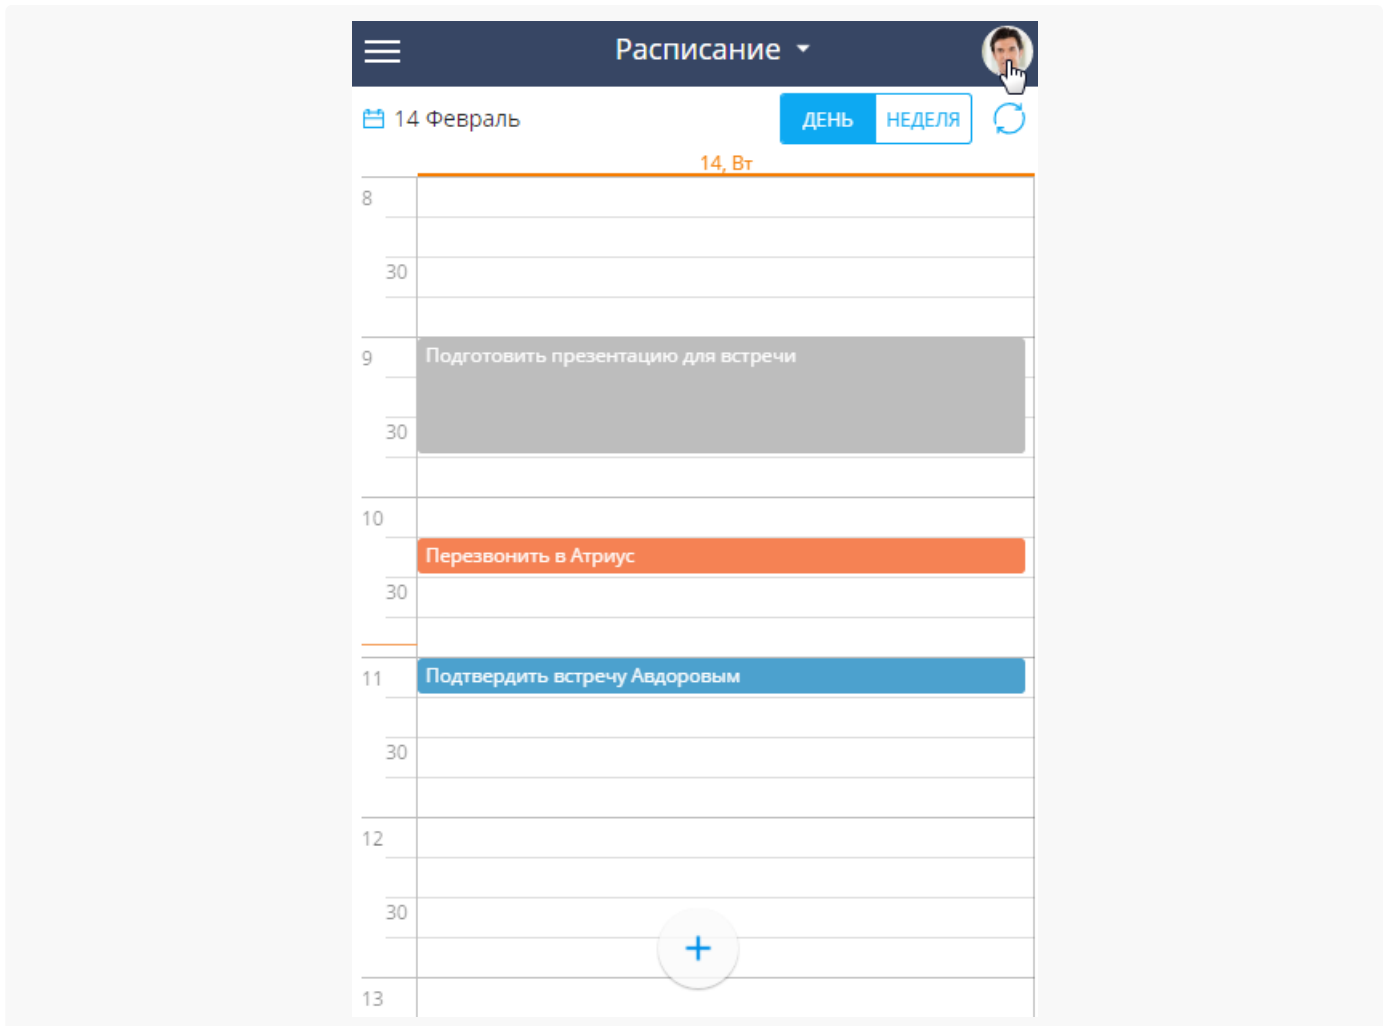 Расписание
14 Февраль
ДЕНЬ НЕДЕЛЯ
14, Вт
8
30
9 Подготовить презентацию для встречи
30
10
Перезвонить в Атриус
30
11 Подтвердить встречу Авдоровым
30
12
30
+
13